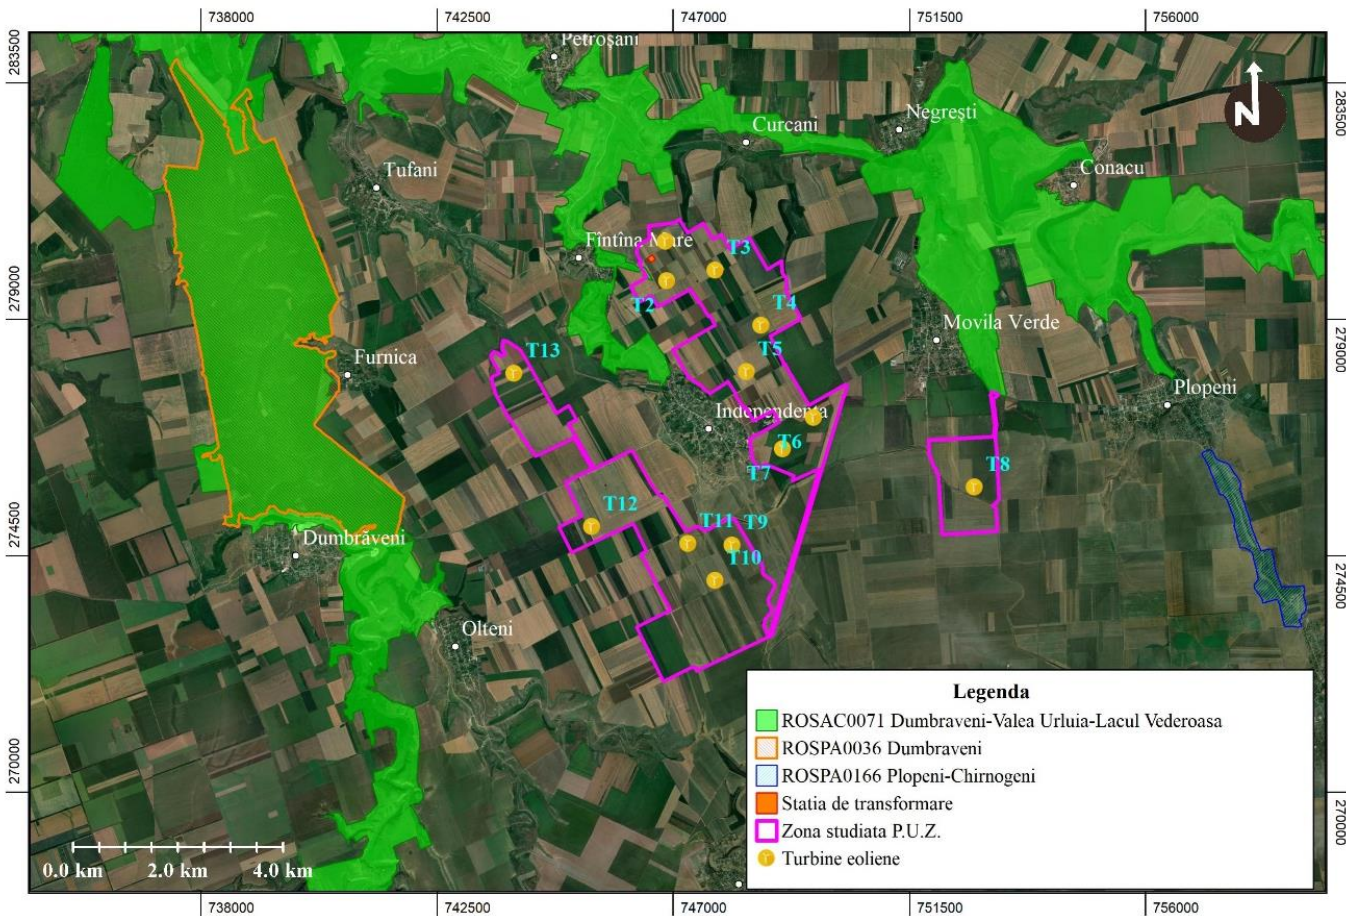 738000 742500 747000 751500 756000
283500
283500
Petroșani
Curcani
Negrești
Conacu
N
Tufani
Fîntîna Mare
T3
279000
279000
T2
T4
Movila Verde
T5
T13
Furnica
Plopeni
Independența
T6
T7
T8
T12
T11
T9
T10
274500
274500
Dumbrăveni
Olteni
Legenda
ROSAC0071 Dumbraveni-Valea Urluia-Lacul Vederoasa
ROSPA0036 Dumbraveni
ROSPA0166 Plopeni-Chirnogeni
Statia de transformare
Zona studiata P.U.Z.
Turbine eoliene
270000
270000
0.0 km 2.0 km 4.0 km
738000 742500 747000 751500 756000